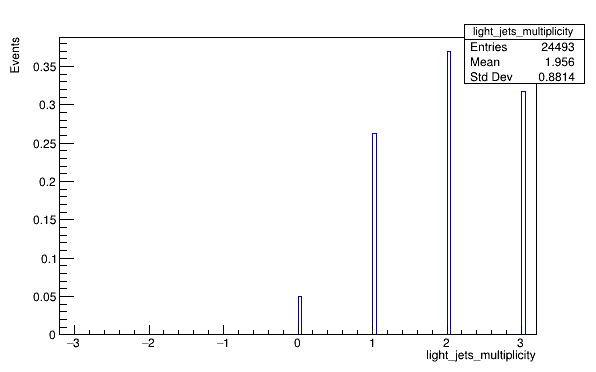 light_jets_multiplicity
Entries 24493
Mean 1.956
Std Dev 0.8814
Events
0.35
0.3
0.25
0.2
0.15
0.1
0.05
0
−3 −2 −1 0 1 2 3
light_jets_multiplicity